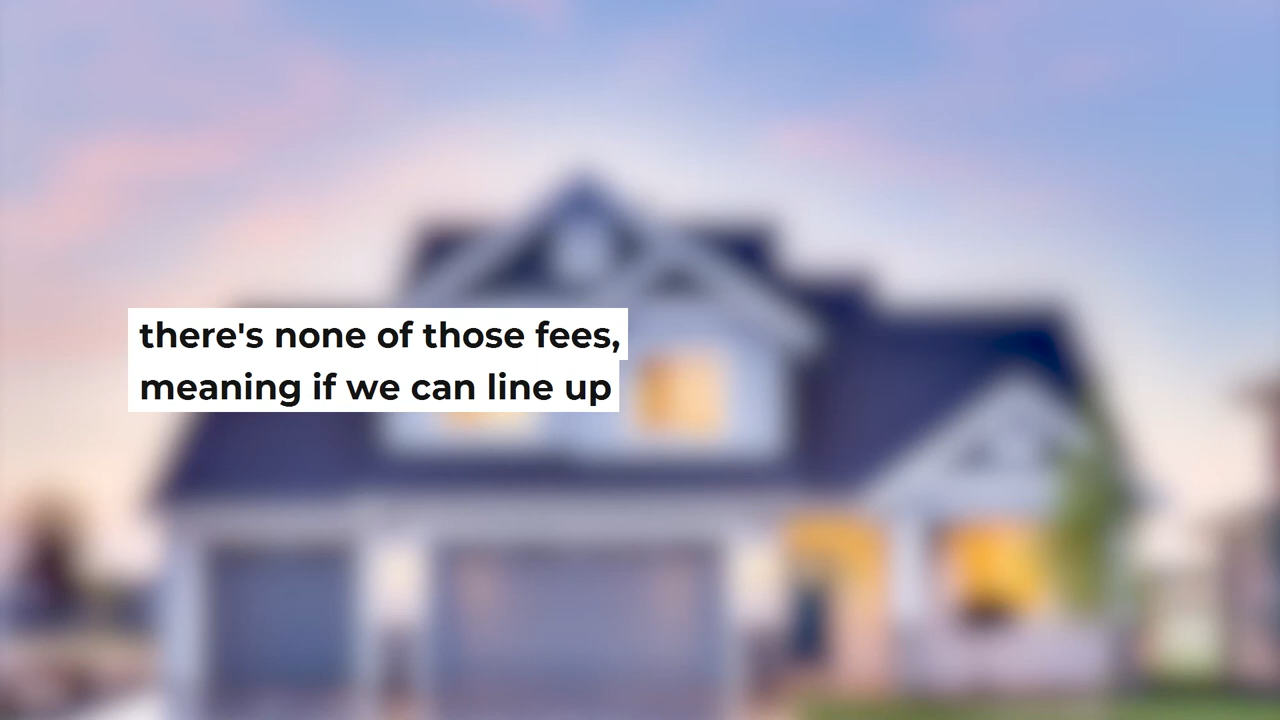 there's none of those fees,
meaning if we can line up